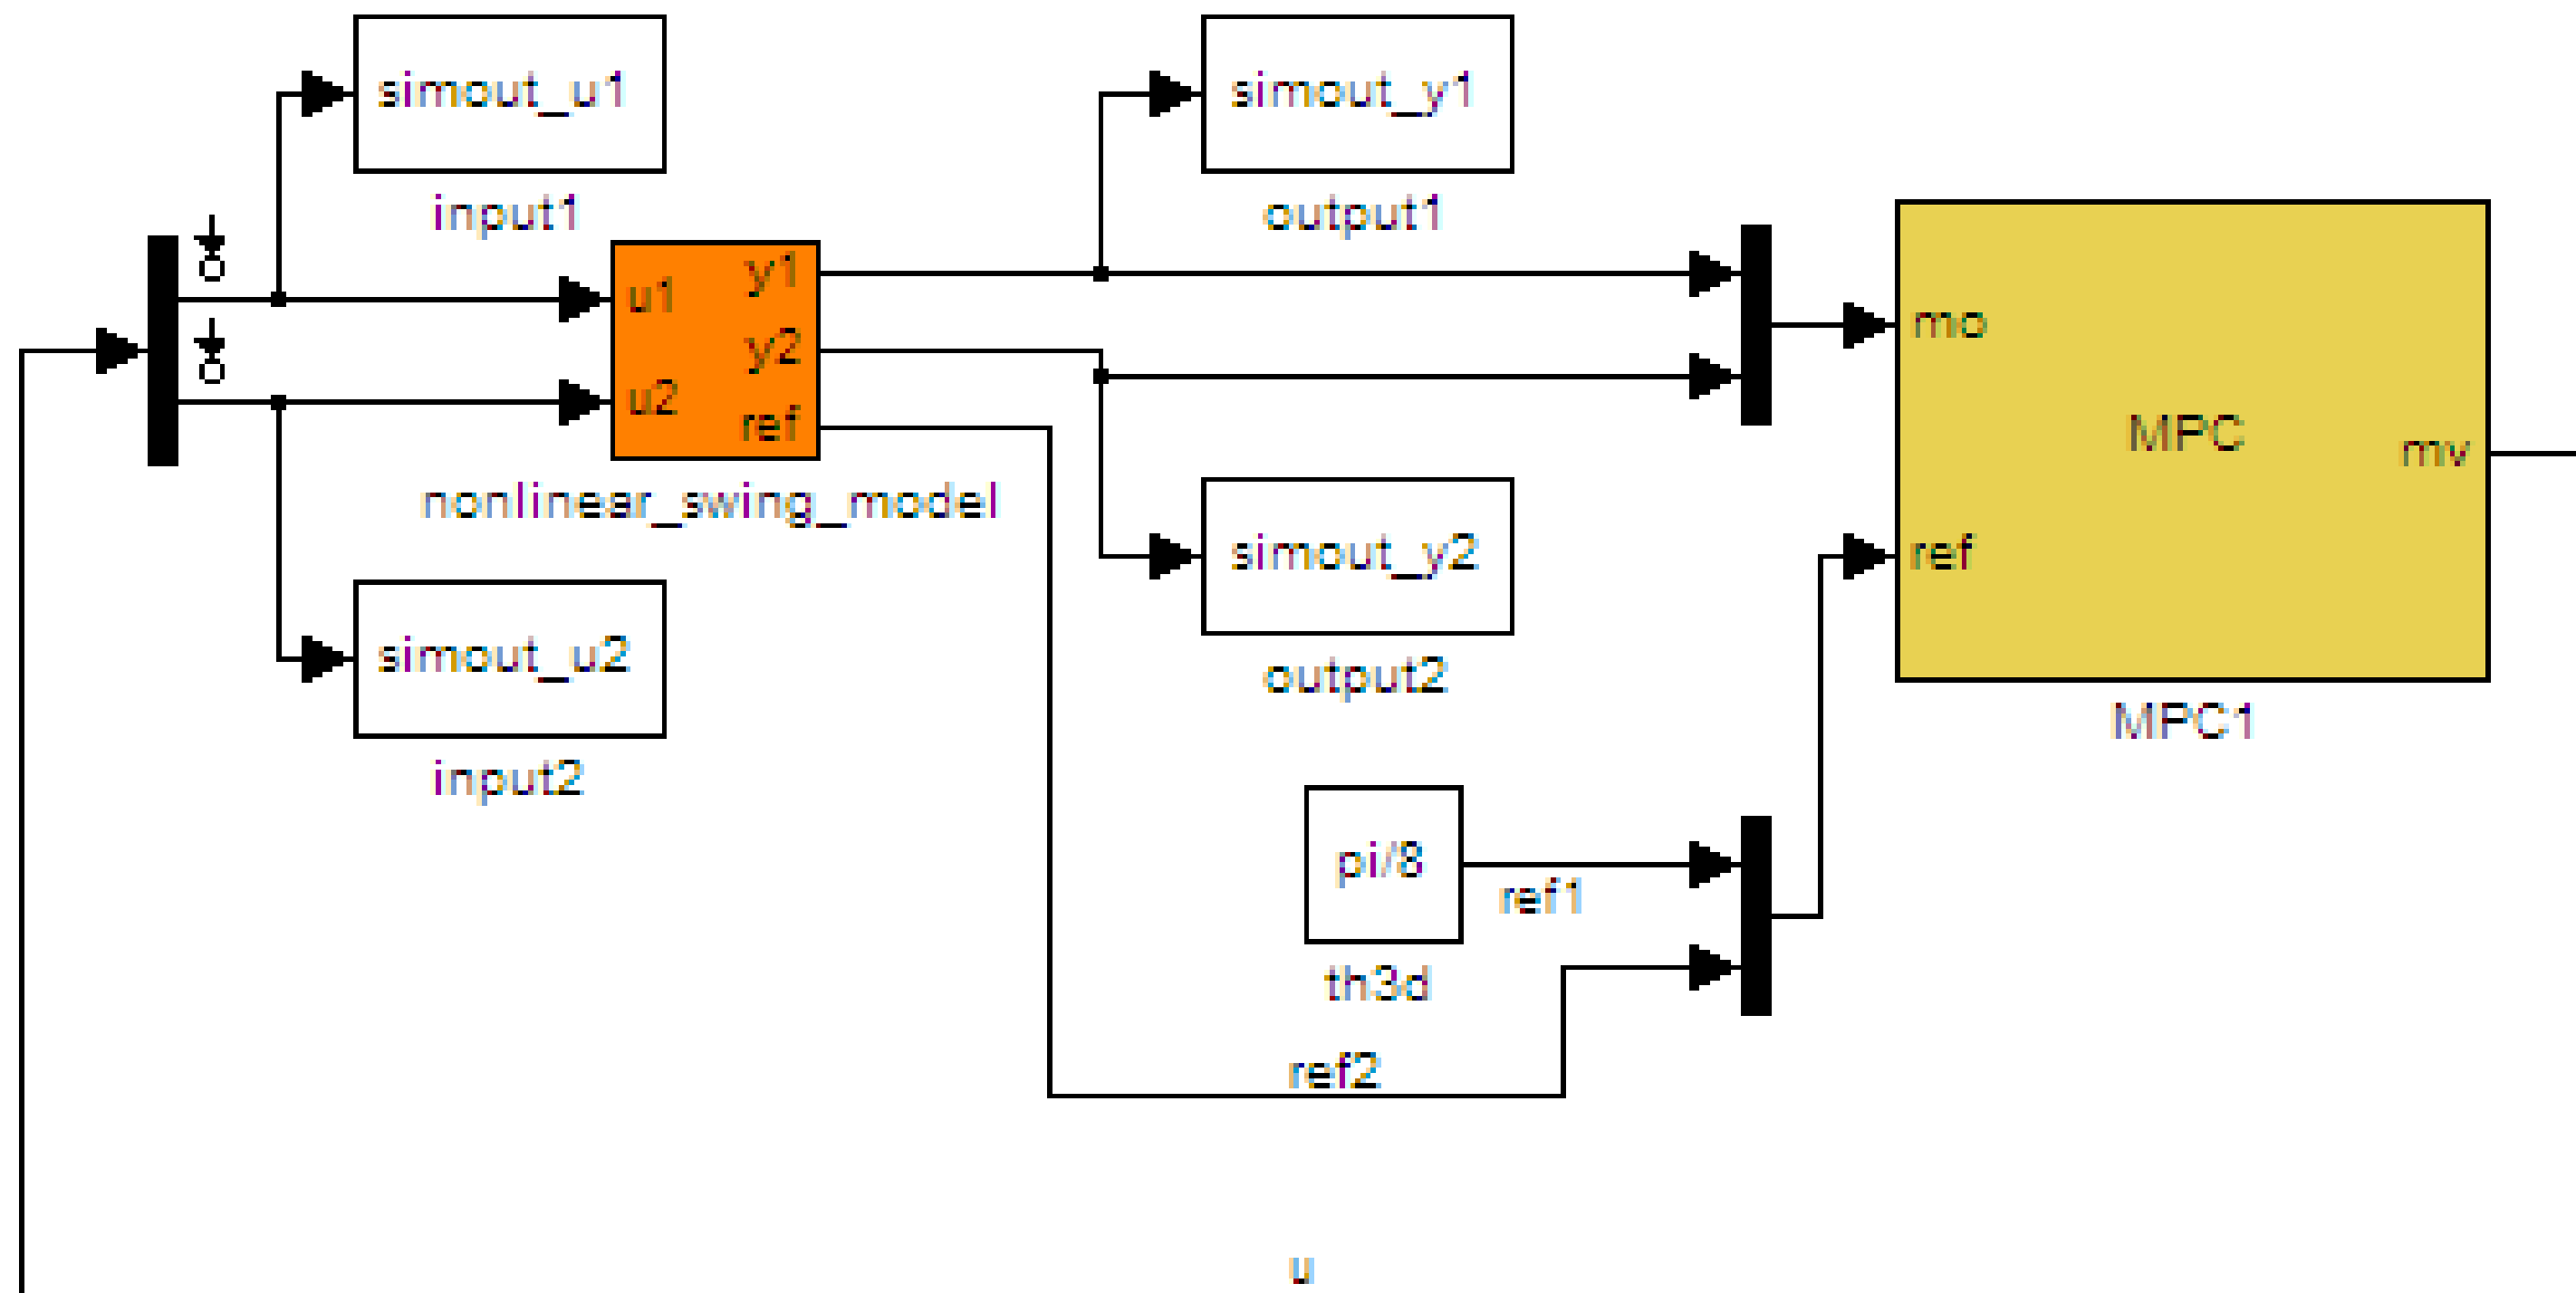 simout_u1
input1
simout_y1
output1
u1
u2
y1
y2
ref
nonlinear_swing_model
simout_u2
input2
simout_y2
output2
mo
ref
MPC
mv
MPC1
pi/8
ref1
th3d
ref2
u